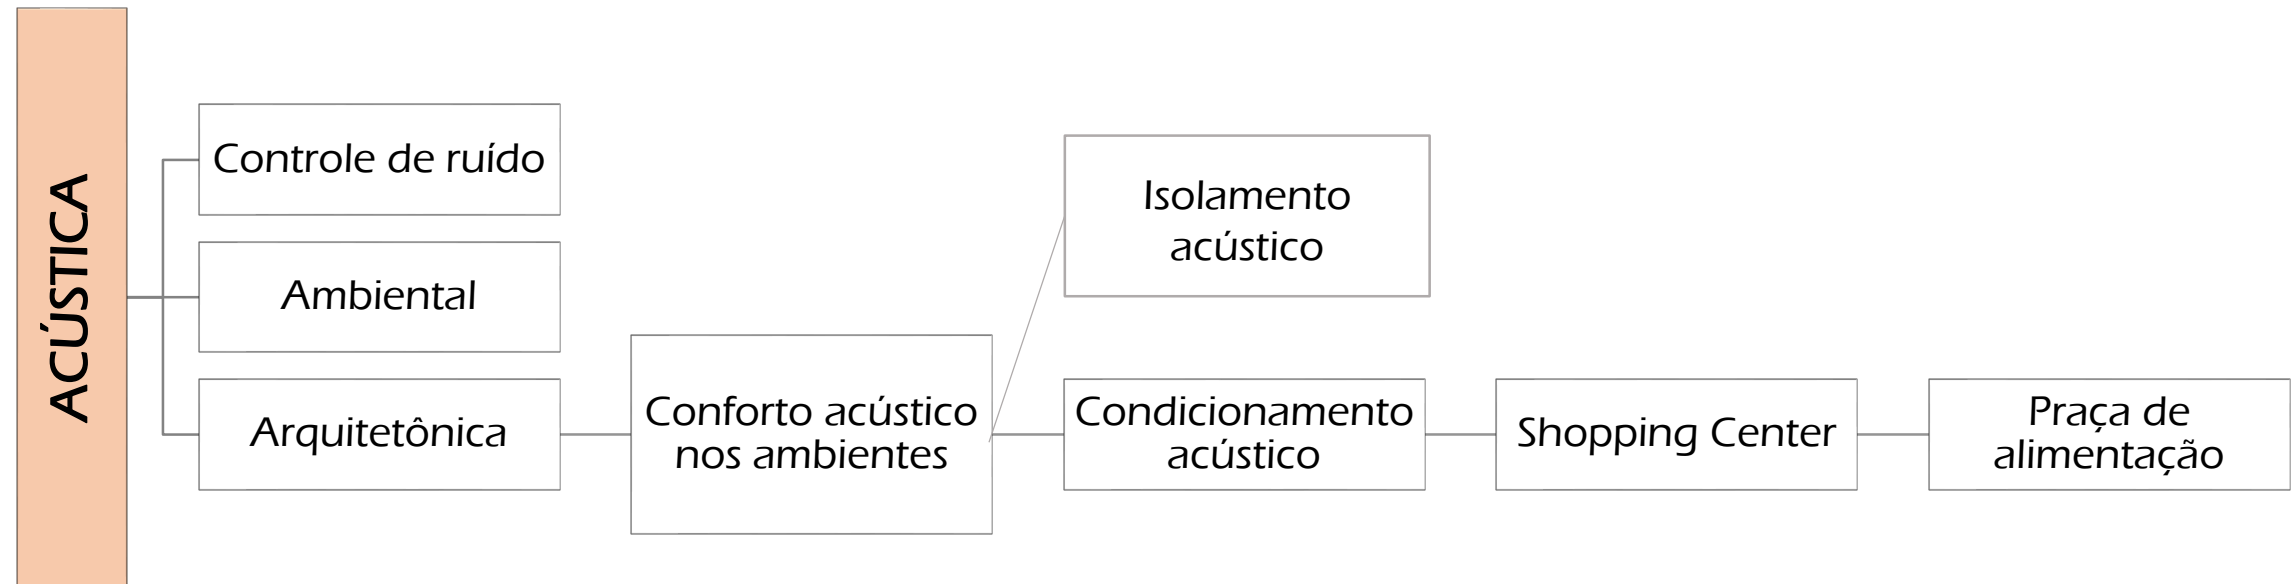 ACÚSTICA
Controle de ruído
Ambiental
Arquitetônica
Conforto acústico
nos ambientes
Isolamento
acústico
Condicionamento
acústico
Shopping Center
Praça de
alimentação